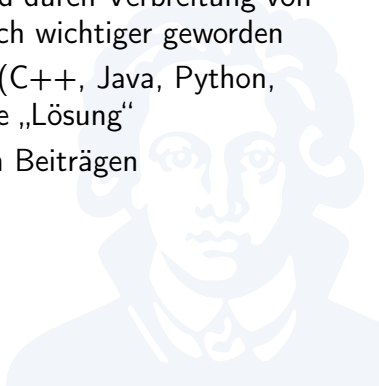 d durch Verbreitung von
ch wichtiger geworden
(C++, Java, Python,
e „Lösung“
n Beiträgen